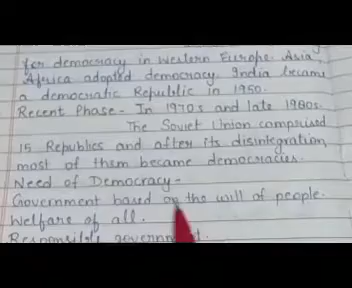 for democracy in Western Europe. Asia,
Africa adopted democracy. India became
a democratic Republic in 1950.
Recent Phase - In 1970s and late 1980s.
The Soviet Union comprised
15 Republics and after its disintegration,
most of them became democracies.
Need of Democracy -
Government based on the will of people.
Welfare of all.
Responsible government.